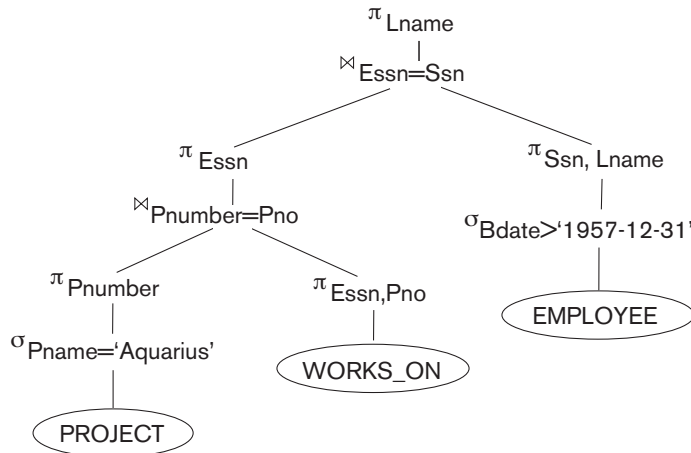 π Lname
⋈ Essn=Ssn
π Essn
π Ssn, Lname
⋈ Pnumber=Pno
σ Bdate>‘1957-12-31’
π Pnumber
π Essn,Pno
EMPLOYEE
σ Pname=‘Aquarius’
WORKS_ON
PROJECT